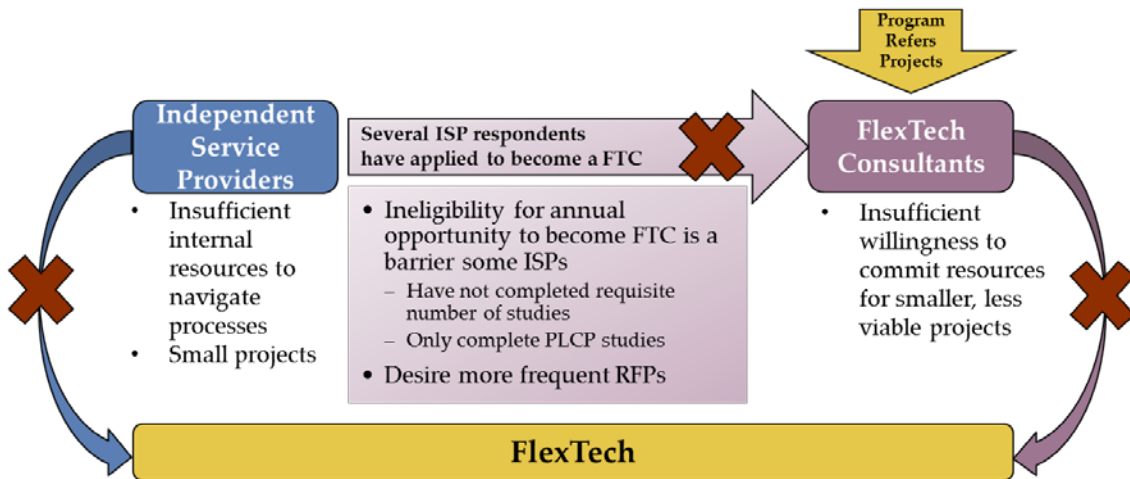 Program
Refers
Projects
Independent
Service
Providers
Several ISP respondents
have applied to become a FTC
FlexTech
Consultants
• Insufficient
internal
resources to
navigate
processes
• Small projects
• Ineligibility for annual
opportunity to become FTC is a
barrier some ISPs
– Have not completed requisite
number of studies
– Only complete PLCP studies
• Desire more frequent RFPs
• Insufficient
willingness to
commit resources
for smaller, less
viable projects
FlexTech